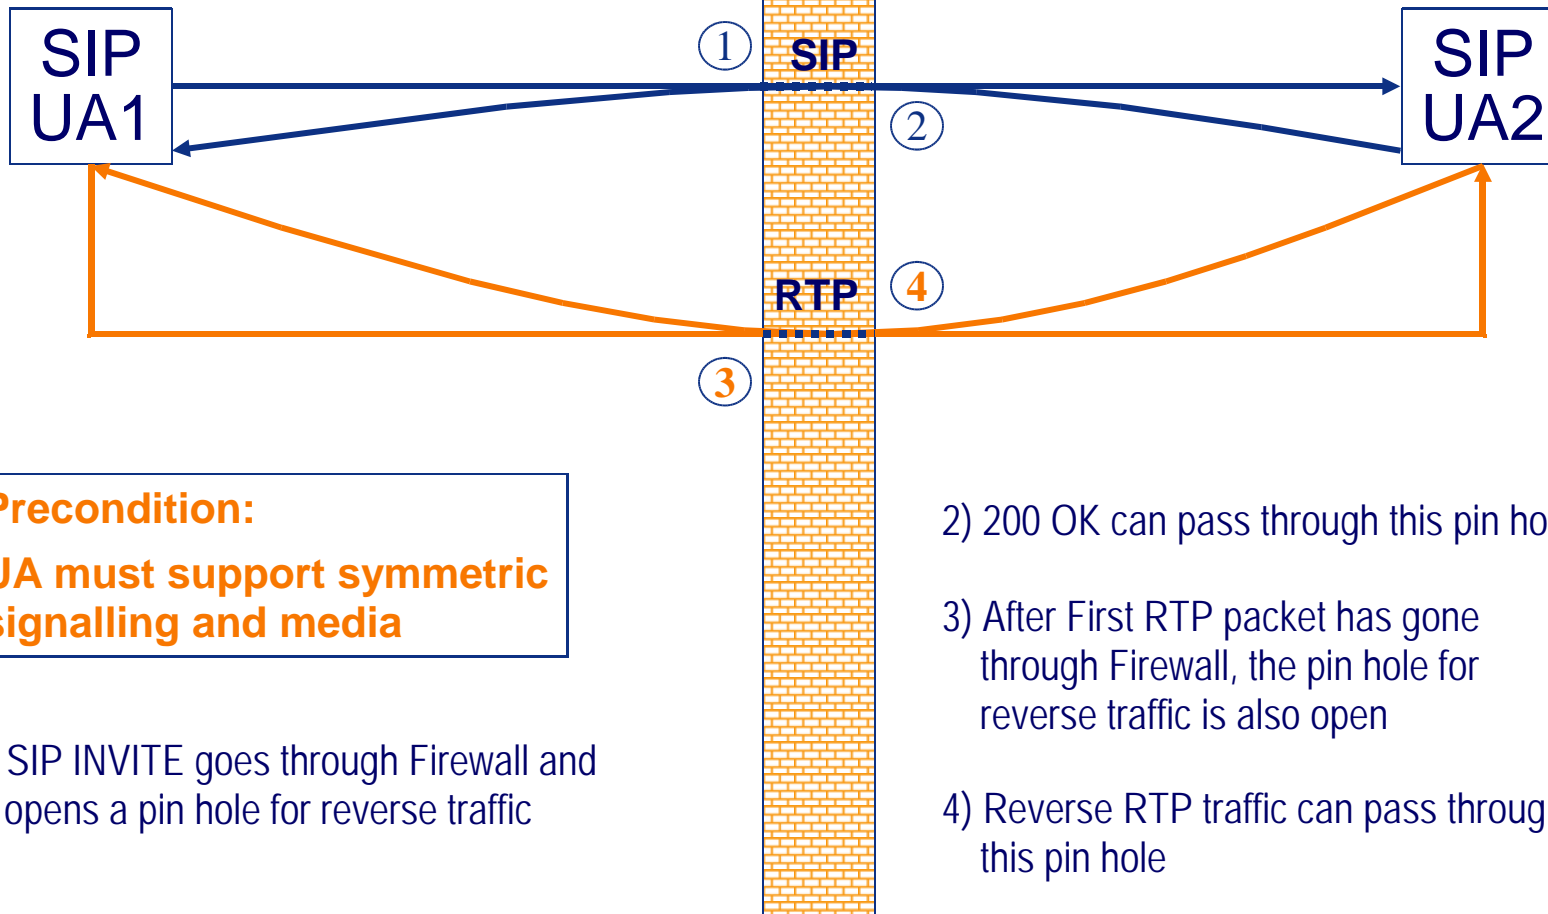 SIP
UA1
1
SIP
2
SIP
UA2
RTP
4
3
Precondition:
UA must support symmetric
signalling and media
SIP INVITE goes through Firewall and
opens a pin hole for reverse traffic
2) 200 OK can pass through this pin ho
3) After First RTP packet has gone
through Firewall, the pin hole for
reverse traffic is also open
4) Reverse RTP traffic can pass throug
this pin hole